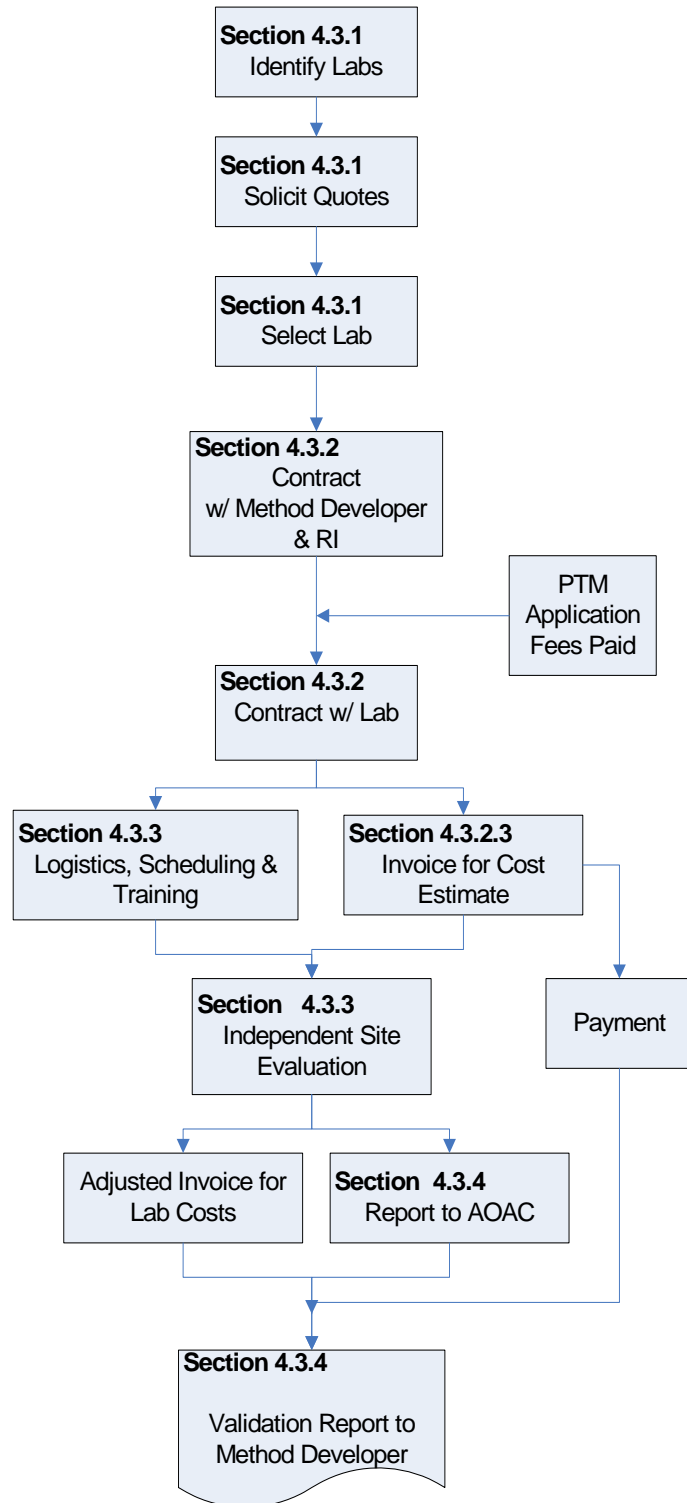 Section 4.3.1
Identify Labs
Section 4.3.1
Solicit Quotes
Section 4.3.1
Select Lab
Section 4.3.2
Contract
w/ Method Developer
& RI
PTM
Application
Fees Paid
Section 4.3.2
Contract w/ Lab
Section 4.3.3
Logistics, Scheduling &
Training
Section 4.3.2.3
Invoice for Cost
Estimate
Section 4.3.3
Independent Site
Evaluation
Payment
Adjusted Invoice for
Lab Costs
Section 4.3.4
Report to AOAC
Section 4.3.4
Validation Report to
Method Developer